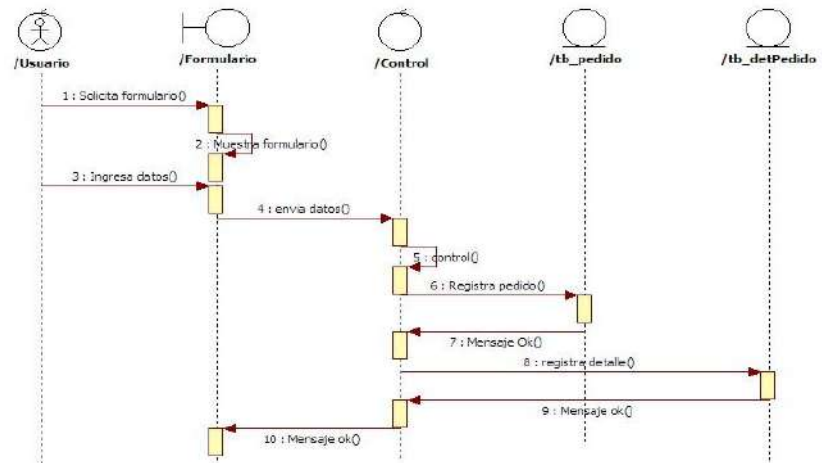 /Usuario
/Formulario
/Control
/tb_pedido
/tb_detPedido
1 : Solicita formulario()
2 : Muestra formulario()
3 : Ingresa datos()
4 : envia datos()
5 : control()
6 : Registra pedido()
7 : Mensaje Ok()
8 : registra detalle()
9 : Mensaje ok()
10 : Mensaje ok()